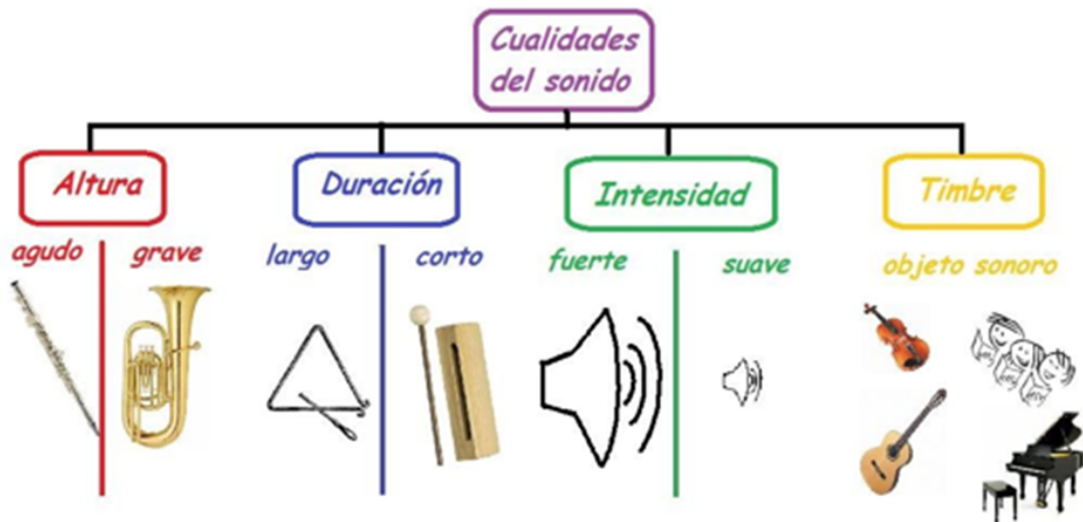 Cualidades
del sonido
Altura
Duración
Intensidad
Timbre
agudo
grave
largo
corto
fuerte
suave
objeto sonoro